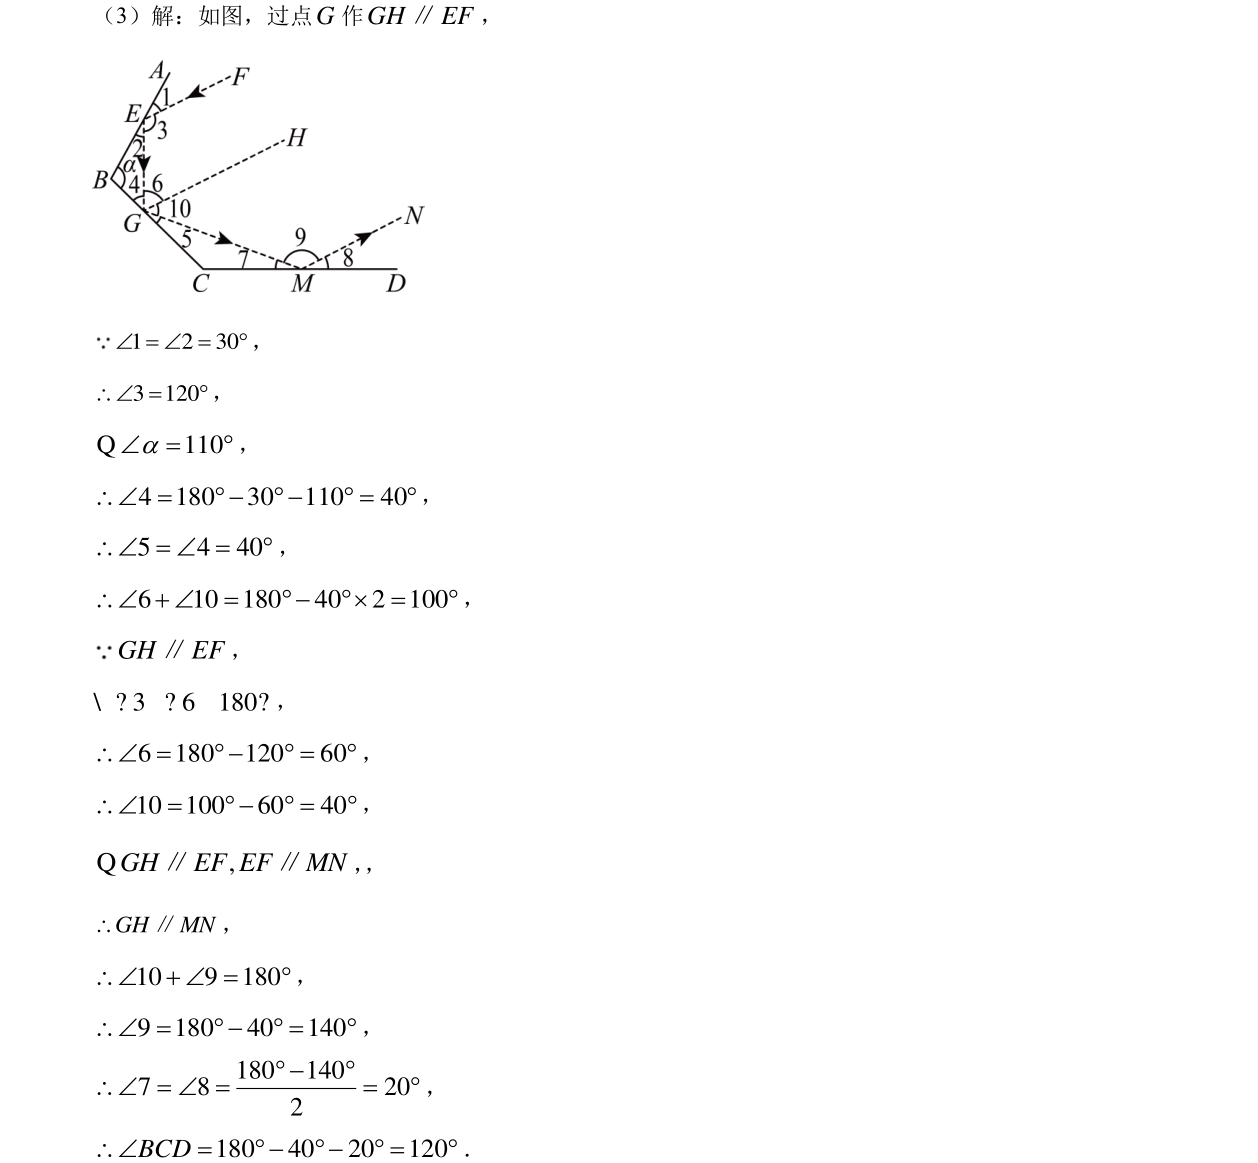 （3）解：如图，过点G作GH∥EF，
A
F
1
E
3
H
2
α
B
4
6
10
N
G
5
9
7
8
C
M
D
∵∠1=∠2=30°，
∴∠3=120°，
Q∠α=110°，
∴∠4=180°−30°−110°=40°，
∴∠5=∠4=40°，
∴∠6+∠10=180°−40°×2=100°，
∵GH∥EF，
\ ?3 ?6 180?，
∴∠6=180°−120°=60°，
∴∠10=100°−60°=40°，
QGH∥EF,EF∥MN，,
∴GH∥MN，
∴∠10+∠9=180°，
∴∠9=180°−40°=140°，
∴∠7=∠8=(180°−140°)/2=20°，
∴∠BCD=180°−40°−20°=120°．